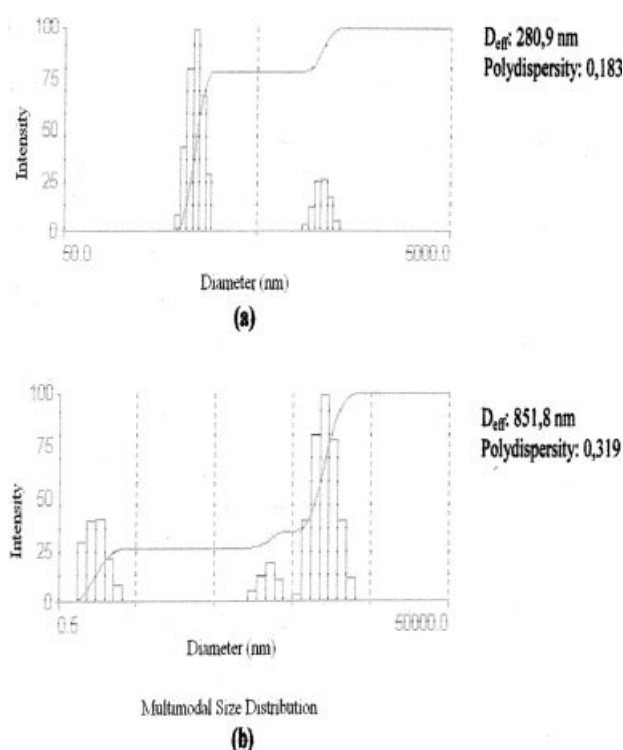 100
75
50
25
0
Intensity
50.0
5000.0
Diameter (nm)
(a)
Deff: 280,9 nm
Polydispersity: 0,183
100
75
50
25
0
Intensity
0.5
50000.0
Diameter (nm)
Deff: 851,8 nm
Polydispersity: 0,319
Multimodal Size Distribution
(b)